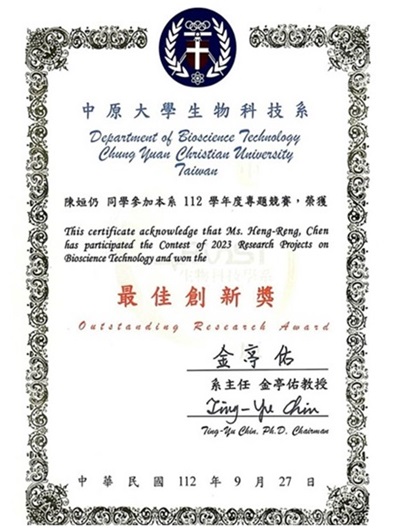 中原大學生物科技系
Department of Bioscience Technology
Chung Yuan Christian University
Taiwan
陳姮仍 同學參加本系 112 學年度專題競賽，榮獲
This certificate acknowledge that Ms. Heng-Reng, Chen
has participated the Contest of 2023 Research Projects on
Bioscience Technology and won the
最佳創新獎
Outstanding Research Award
金亭佑
系主任 金亭佑教授
Ting-Yu Chin
Ting-Yu Chin, Ph.D. Chairman
中華民國 112 年 9 月 27 日